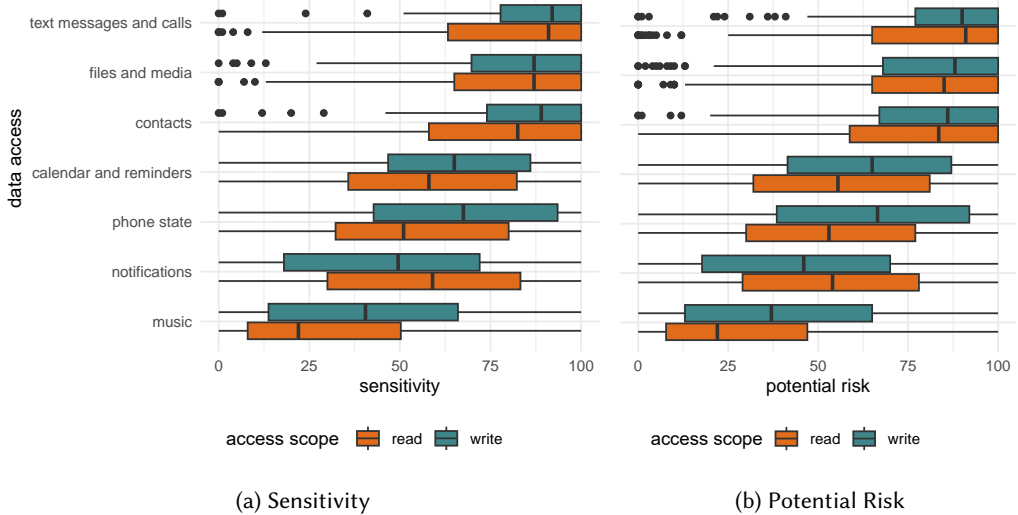 data access
text messages and calls
files and media
contacts
calendar and reminders
phone state
notifications
music
0 25 50 75 100
sensitivity
access scope read write
(a) Sensitivity
0 25 50 75 100
potential risk
access scope read write
(b) Potential Risk